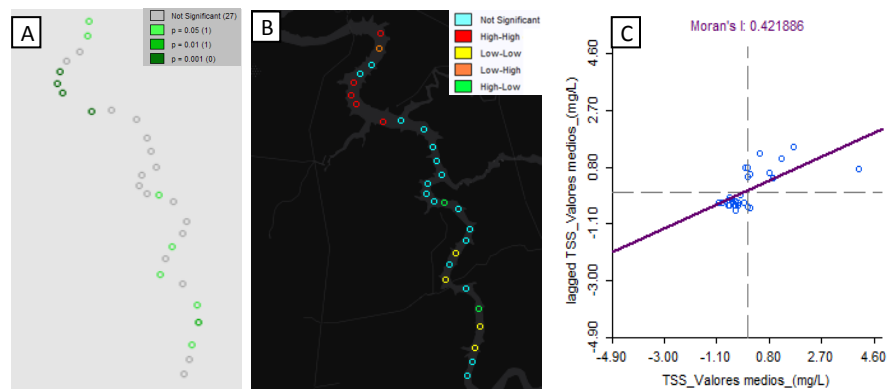 A
Not Significant (27)
p = 0.05 (1)
p = 0.01 (1)
p = 0.001 (0)
B
Not Significant
High-High
Low-Low
Low-High
High-Low
C
Moran's I: 0.421886
lagged TSS_Valores medios_(mg/L)
4.60
2.70
0.80
-1.10
-3.00
-4.90
-4.90
-3.00
-1.10
0.80
2.70
4.60
TSS_Valores medios_(mg/L)